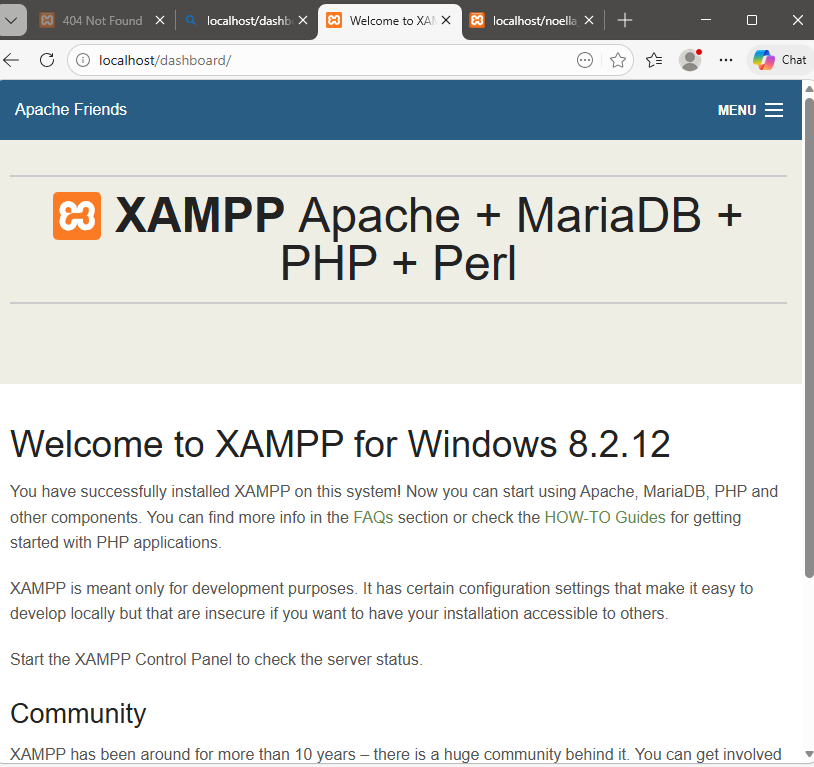 404 Not Found
localhost/dashb
Welcome to XAM
localhost/noella
localhost/dashboard/
Chat
Apache Friends
MENU
XAMPP Apache + MariaDB +
PHP + Perl
Welcome to XAMPP for Windows 8.2.12
You have successfully installed XAMPP on this system! Now you can start using Apache, MariaDB, PHP and
other components. You can find more info in the FAQs section or check the HOW-TO Guides for getting
started with PHP applications.
XAMPP is meant only for development purposes. It has certain configuration settings that make it easy to
develop locally but that are insecure if you want to have your installation accessible to others.
Start the XAMPP Control Panel to check the server status.
Community
XAMPP has been around for more than 10 years – there is a huge community behind it. You can get involved